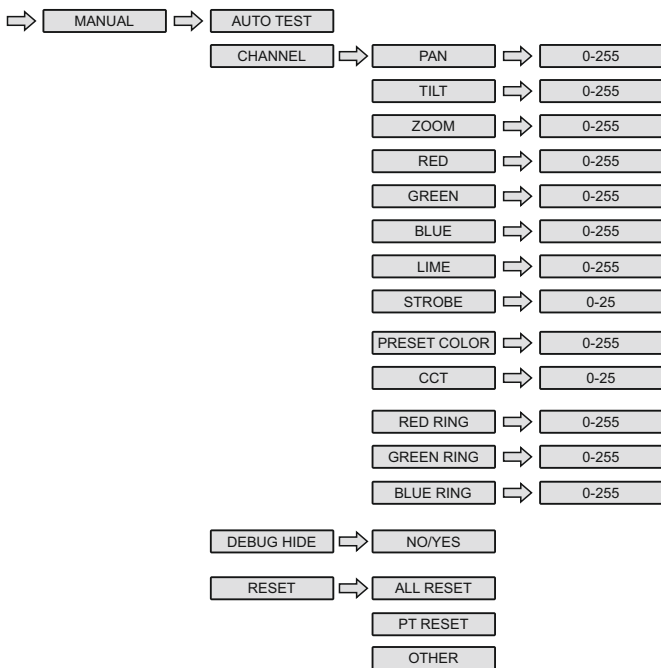 MANUAL AUTO TEST
CHANNEL PAN 0-255
TILT 0-255
ZOOM 0-255
RED 0-255
GREEN 0-255
BLUE 0-255
LIME 0-255
STROBE 0-25
PRESET COLOR 0-255
CCT 0-25
RED RING 0-255
GREEN RING 0-255
BLUE RING 0-255
DEBUG HIDE NO/YES
RESET ALL RESET
PT RESET
OTHER